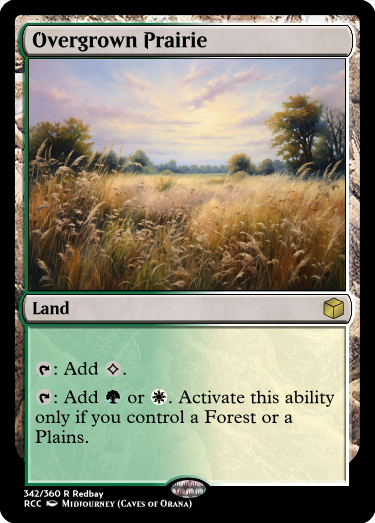 Overgrown Prairie
Land
: Add .
: Add or . Activate this ability
only if you control a Forest or a
Plains.
342/360 R Redbay
RCC Midjourney (Caves of Orana)